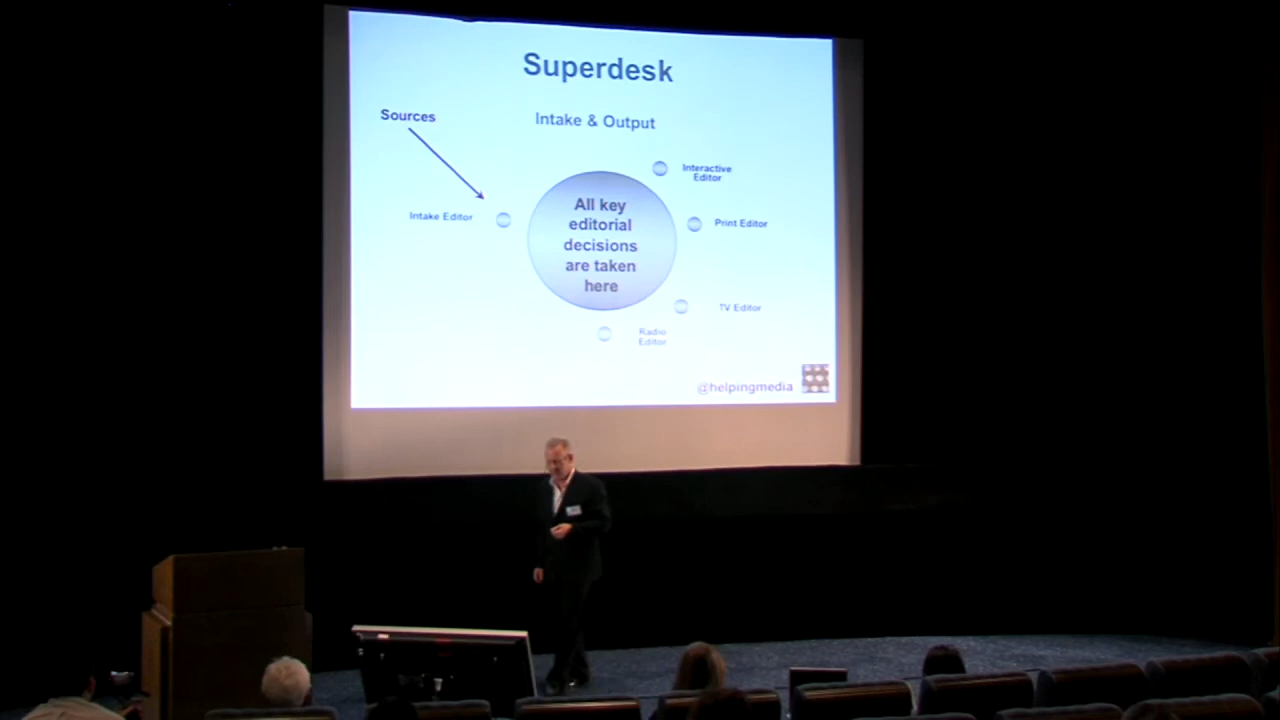 Superdesk
Intake & Output
Sources
Interactive
Editor
Intake Editor
Print Editor
All key
editorial
decisions
are taken
here
TV Editor
Radio
Editor
@helpingmedia